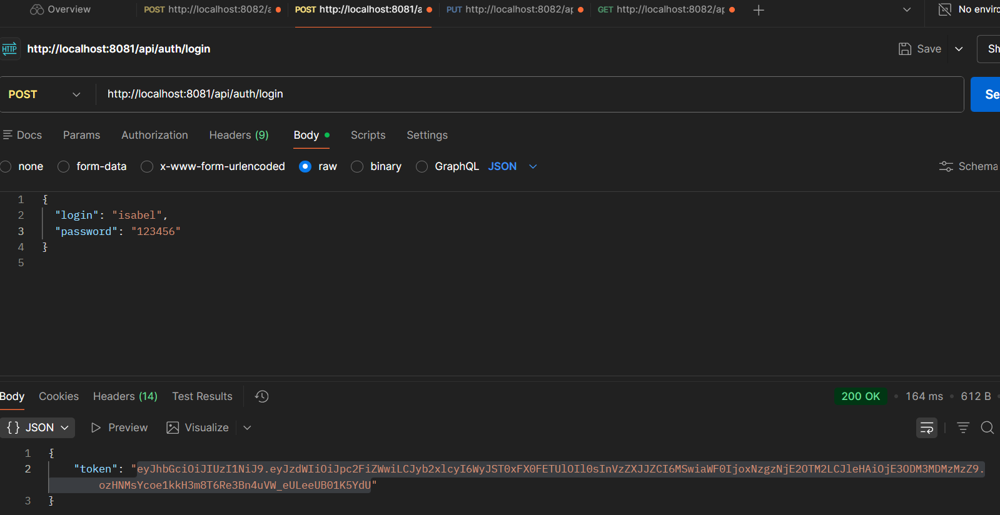 Overview POST http://localhost:8082/a POST http://localhost:8081/a PUT http://localhost:8082/ap GET http://localhost:8082/ap No enviro
HTTP http://localhost:8081/api/auth/login Save Sh
POST http://localhost:8081/api/auth/login Se
Docs Params Authorization Headers (9) Body Scripts Settings
none form-data x-www-form-urlencoded raw binary GraphQL JSON Schema
1 {
2 "login": "isabel",
3 "password": "123456"
4 }
5
Body Cookies Headers (14) Test Results 200 OK 164 ms 612 B
{} JSON Preview Visualize
1 {
2 "token": "eyJhbGciOiJIUzI1NiJ9.eyJzdWIiOiJpc2FiZWwiLCJyb2xlcyI6WyJST0xFX0FETUlOIl0sInVzZXJJZCI6MSwiaWF0IjoxNzgzNjE2OTM2LCJleHAiOjE3ODM3MDMzMzZ9.
ozHNMsYcoe1kkH3m8T6Re3Bn4uVW_eULeeUB01K5YdU"
3 }